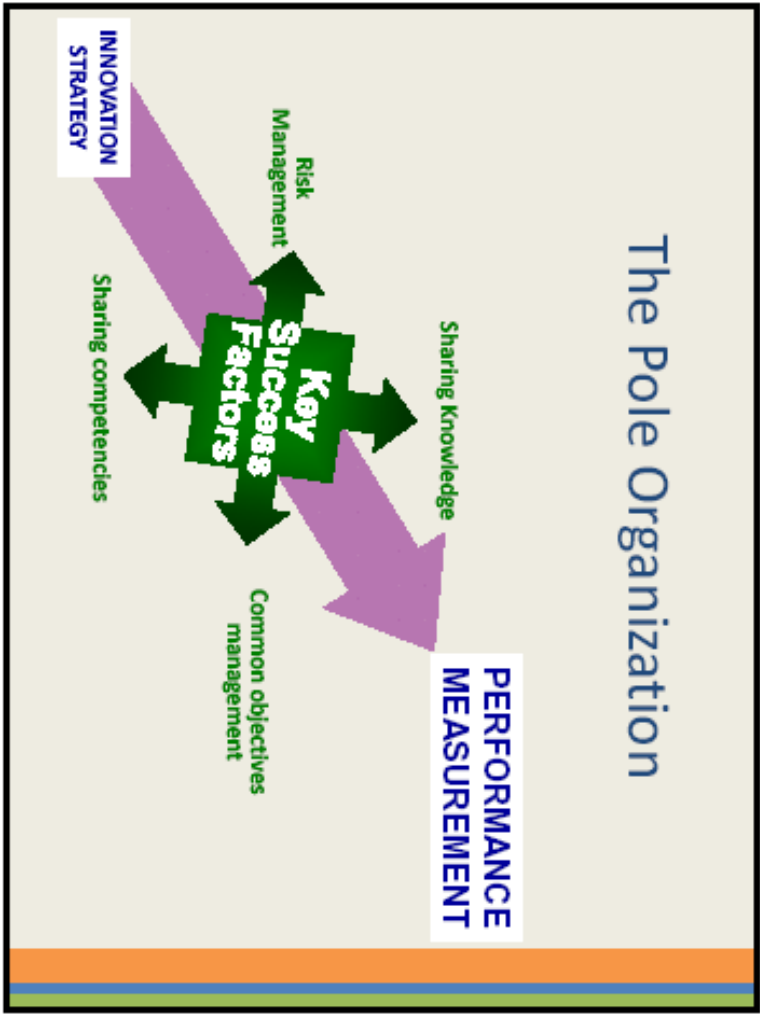 The Pole Organization
PERFORMANCE
MEASUREMENT
Sharing Knowledge
Risk
Management
Key
Success
Factors
Common objectives
management
Sharing competencies
INNOVATION
STRATEGY